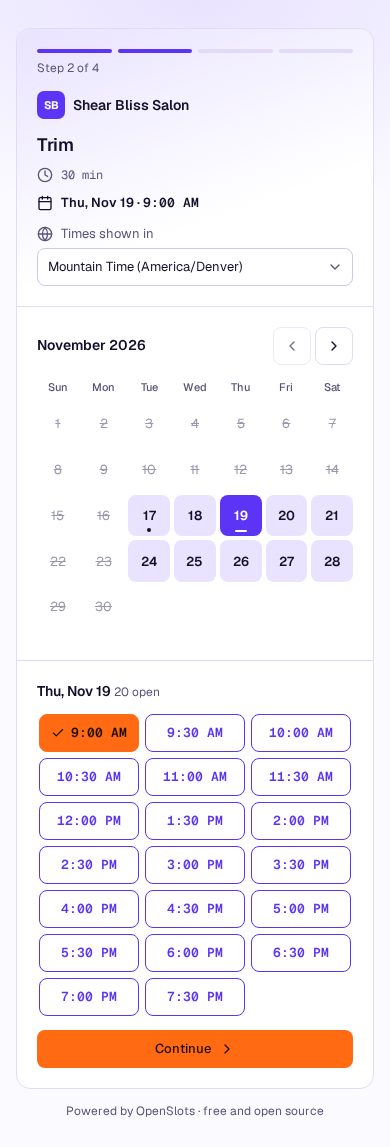 Step 2 of 4
SB Shear Bliss Salon
Trim
30 min
Thu, Nov 19 · 9:00 AM
Times shown in
Mountain Time (America/Denver)
November 2026
Sun Mon Tue Wed Thu Fri Sat
1 2 3 4 5 6 7
8 9 10 11 12 13 14
15 16 17 18 19 20 21
22 23 24 25 26 27 28
29 30
Thu, Nov 19 20 open
9:00 AM 9:30 AM 10:00 AM
10:30 AM 11:00 AM 11:30 AM
12:00 PM 1:30 PM 2:00 PM
2:30 PM 3:00 PM 3:30 PM
4:00 PM 4:30 PM 5:00 PM
5:30 PM 6:00 PM 6:30 PM
7:00 PM 7:30 PM
Continue
Powered by OpenSlots · free and open source